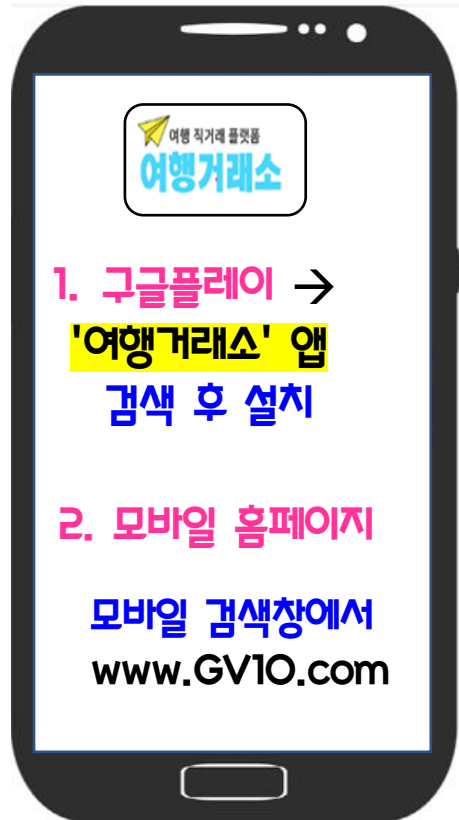 여행 직거래 플랫폼
여행거래소
1. 구글플레이 →
'여행거래소' 앱
검색 후 설치
2. 모바일 홈페이지
모바일 검색창에서
www.GV10.com